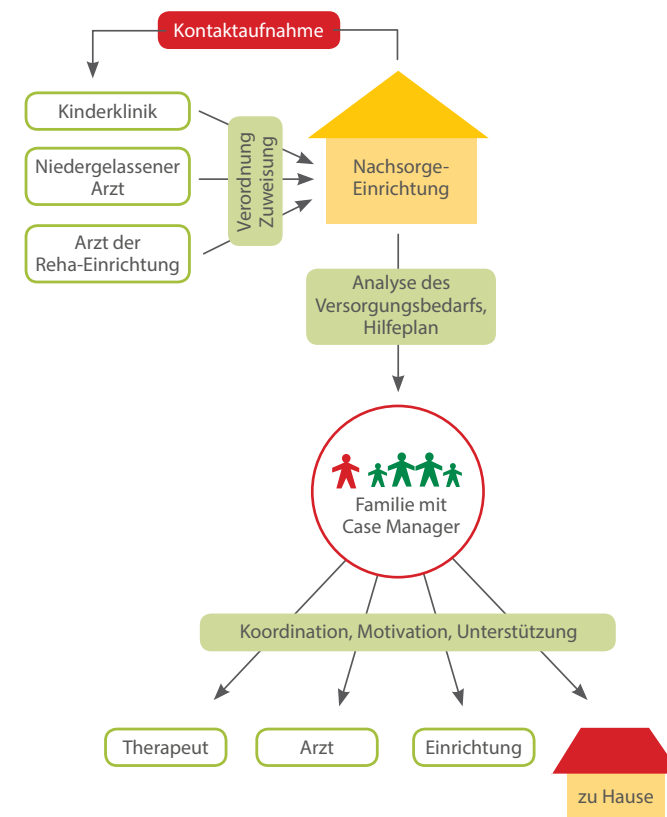 Kontaktaufnahme
Kinderklinik
Niedergelassener
Arzt
Arzt der
Reha-Einrichtung
Verordnung
Zuweisung
Nachsorge-
Einrichtung
Analyse des
Versorgungsbedarfs,
Hilfeplan
Familie mit
Case Manager
Koordination, Motivation, Unterstützung
Therapeut
Arzt
Einrichtung
zu Hause